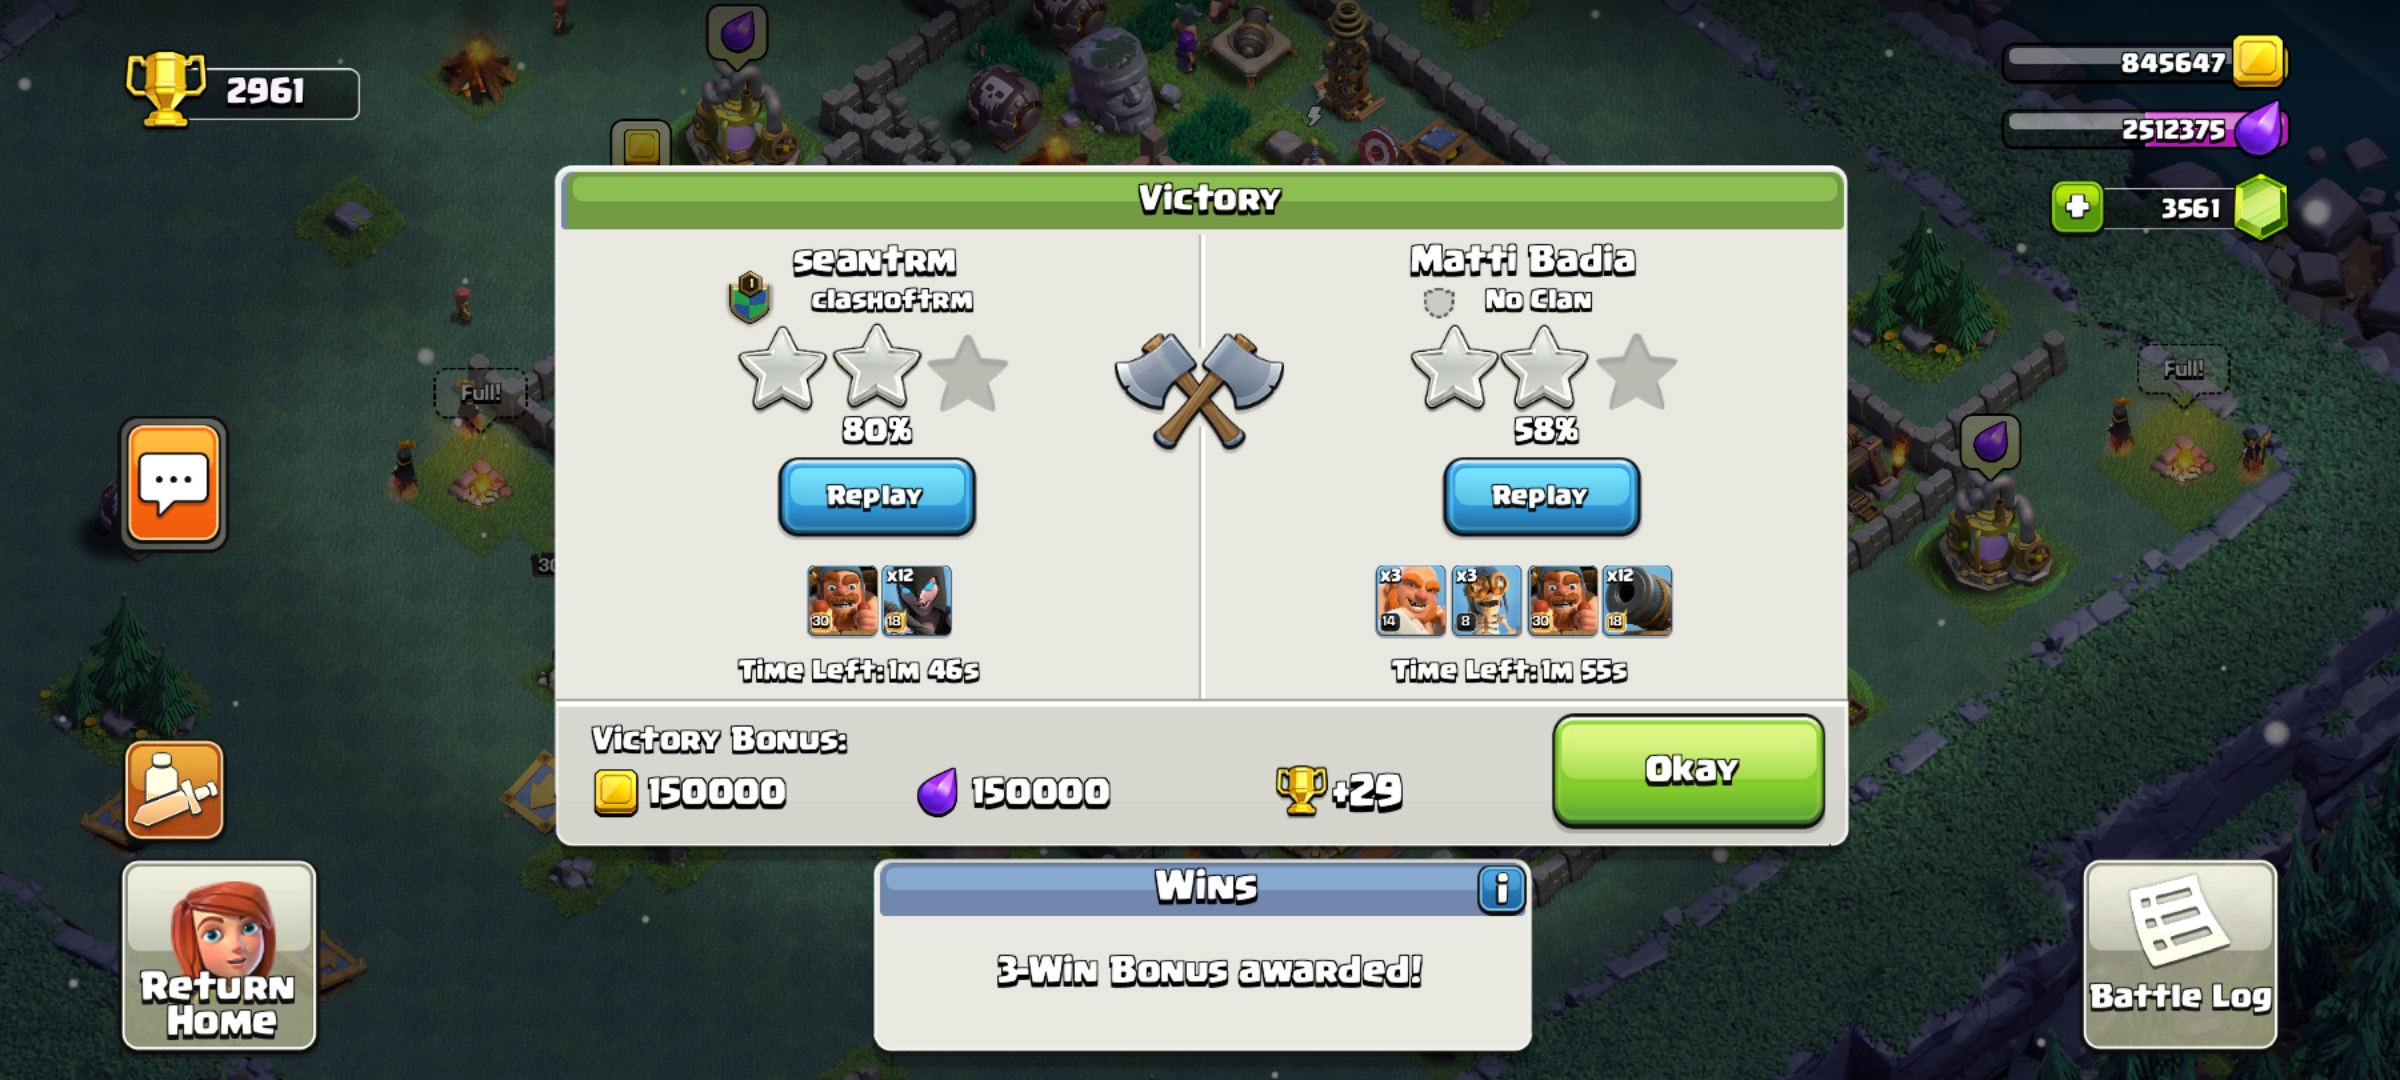 2961
845647
2512375
3561
Victory
seantrm
clashoftrm
80%
Replay
x12
30
18
Time Left:1m 46s
Matti Badia
No Clan
58%
Replay
x3
x3
x12
14
8
30
18
Time Left:1m 55s
Full!
Full!
30
Victory Bonus:
150000
150000
+29
Okay
Wins
i
3-Win Bonus awarded!
Return
Home
Battle Log